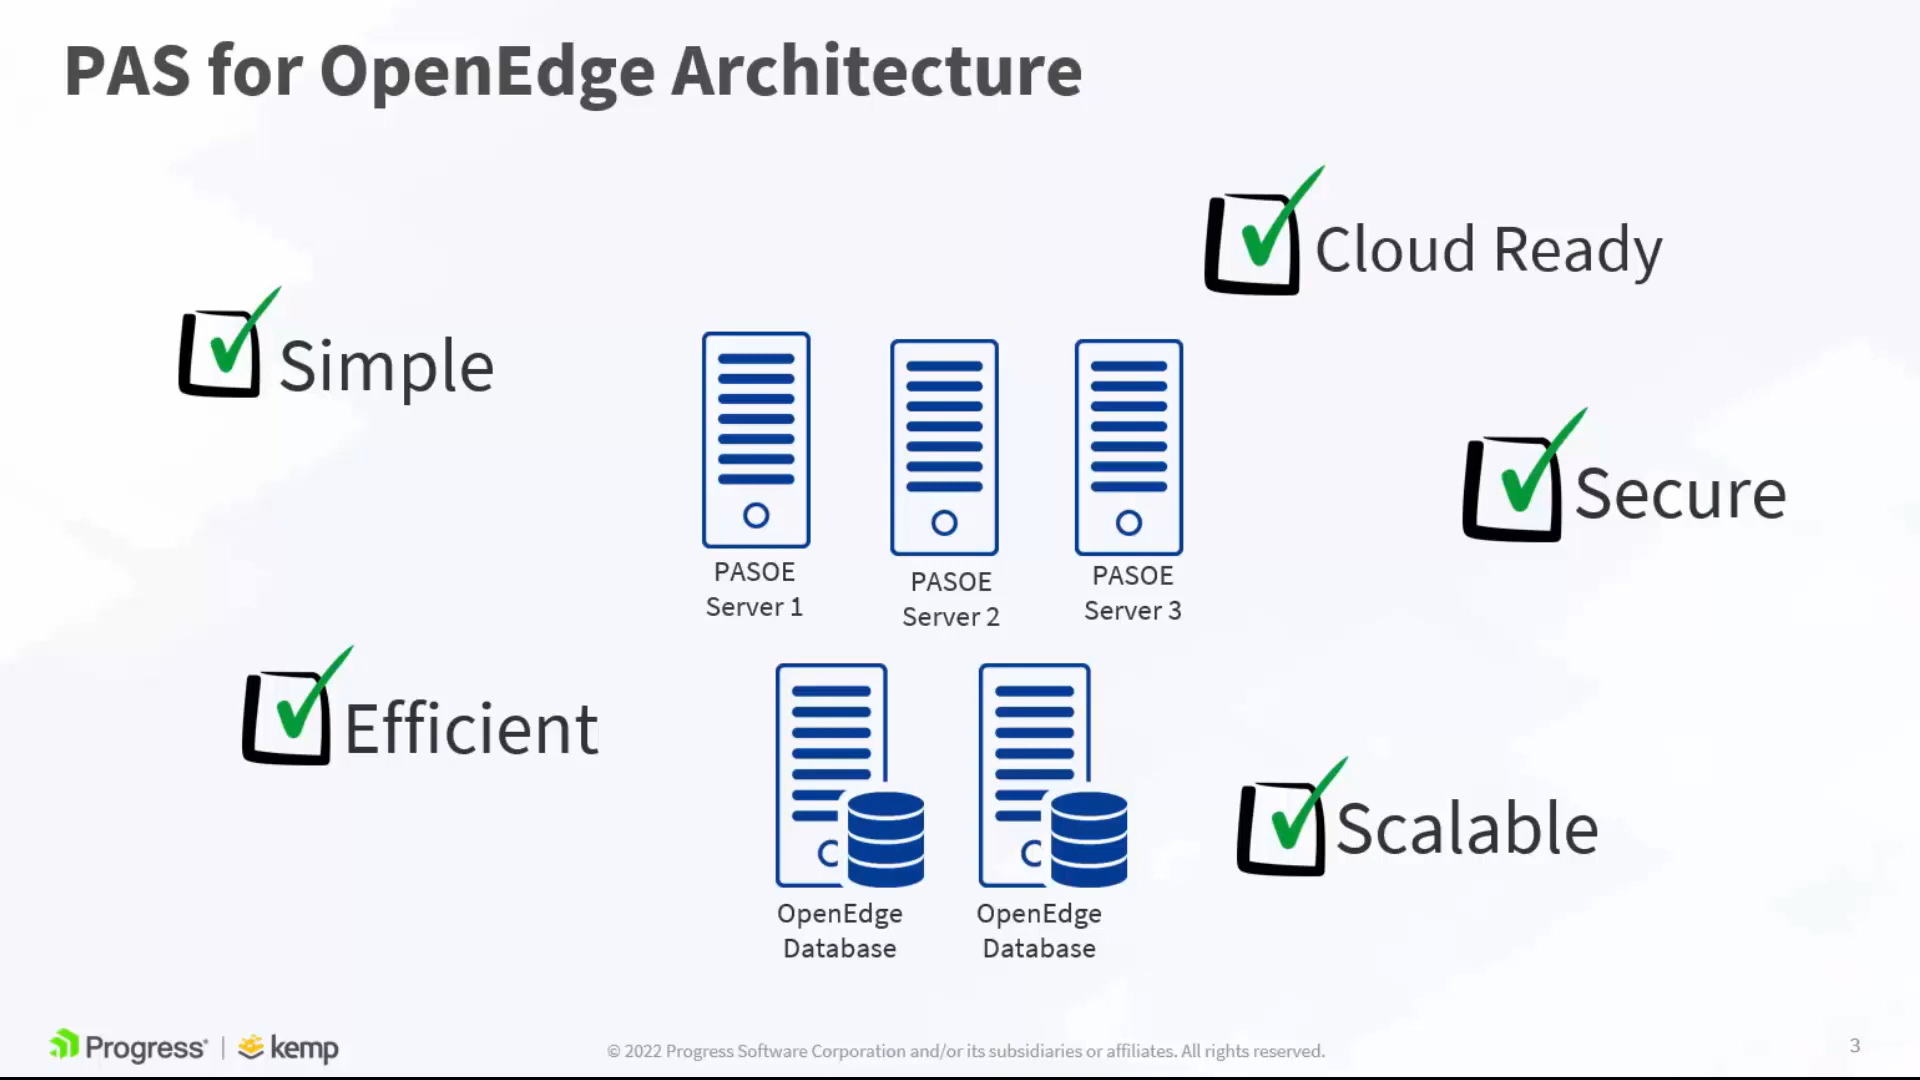 PAS for OpenEdge Architecture
Cloud Ready
Simple
Secure
PASOE
Server 1
PASOE
Server 2
PASOE
Server 3
Efficient
Scalable
OpenEdge
Database
OpenEdge
Database
Progress® | kemp
© 2022 Progress Software Corporation and/or its subsidiaries or affiliates. All rights reserved.
3